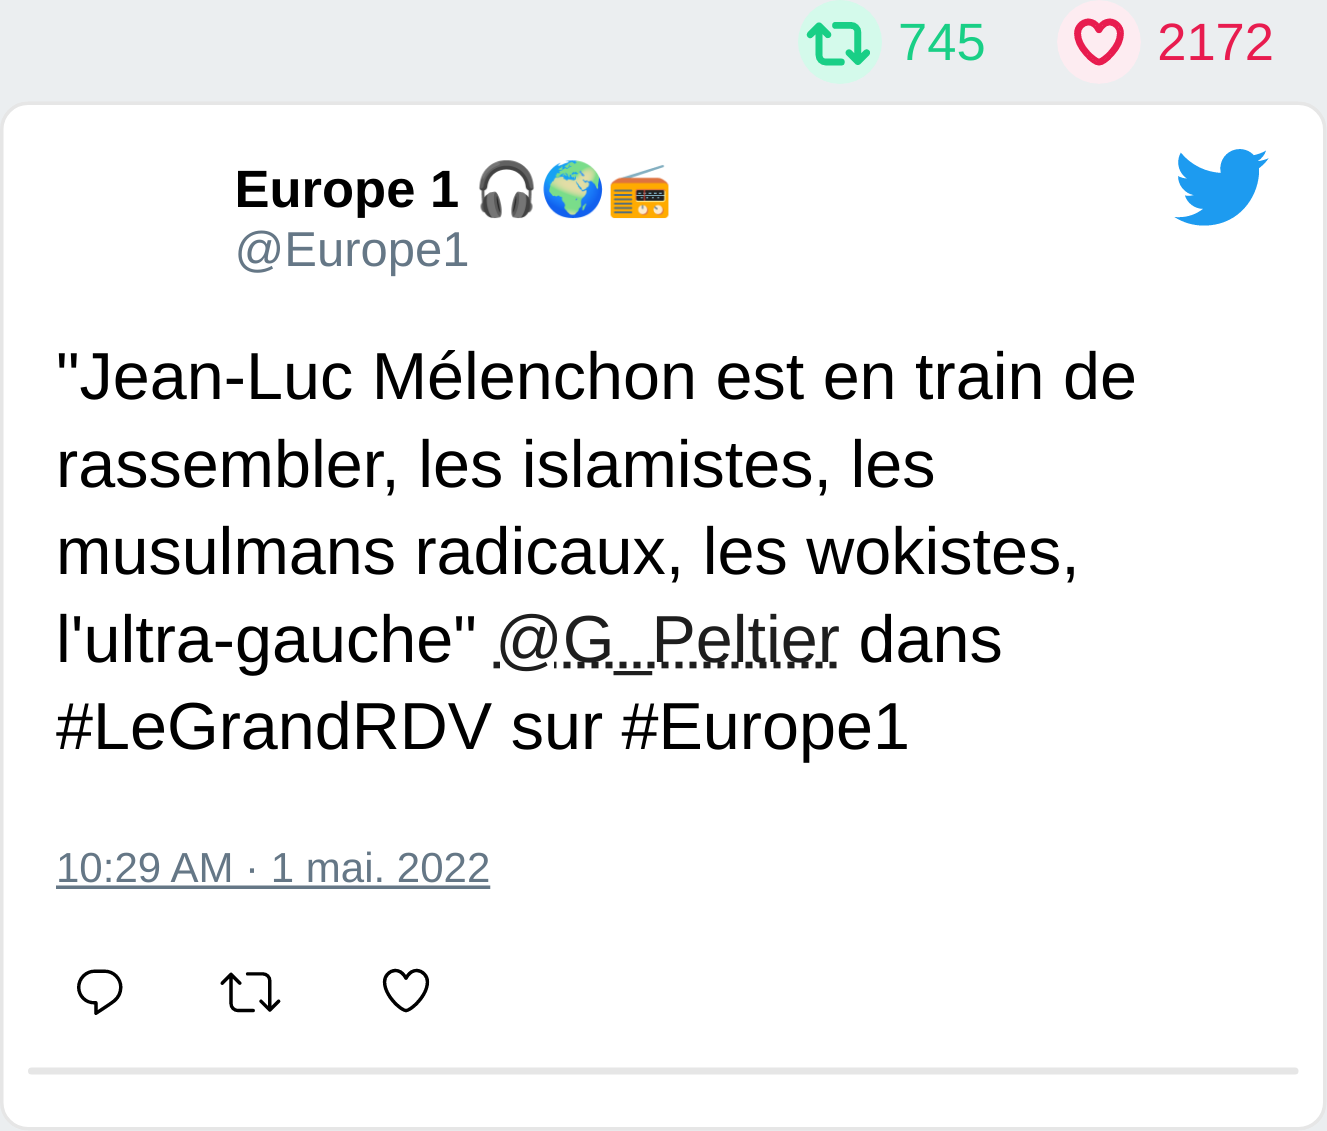 745 2172
Europe 1 🎧🌍📻
@Europe1
"Jean-Luc Mélenchon est en train de
rassembler, les islamistes, les
musulmans radicaux, les wokistes,
l'ultra-gauche" @G_Peltier dans
#LeGrandRDV sur #Europe1
10:29 AM · 1 mai. 2022